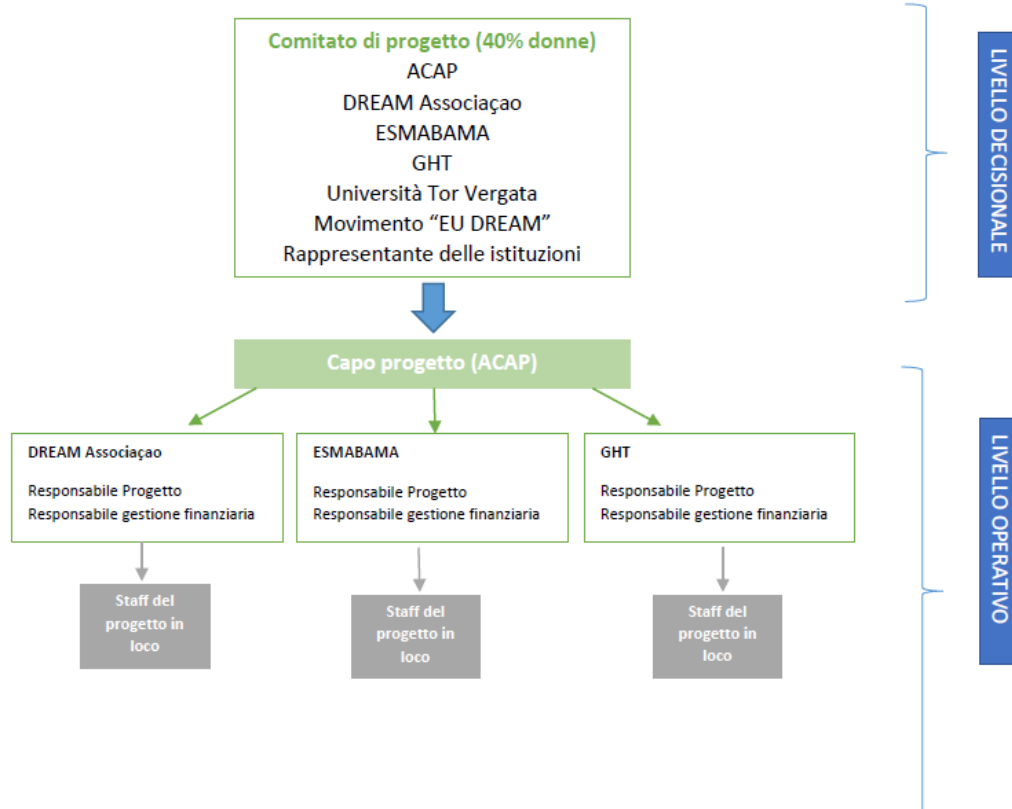 Comitato di progetto (40% donne)
ACAP
DREAM Associaçao
ESMABAMA
GHT
Università Tor Vergata
Movimento “EU DREAM”
Rappresentante delle istituzioni
LIVELLO DECISIONALE
Capo progetto (ACAP)
DREAM Associaçao
Responsabile Progetto
Responsabile gestione finanziaria
ESMABAMA
Responsabile Progetto
Responsabile gestione finanziaria
GHT
Responsabile Progetto
Responsabile gestione finanziaria
LIVELLO OPERATIVO
Staff del
progetto in
loco
Staff del
progetto in
loco
Staff del
progetto in
loco